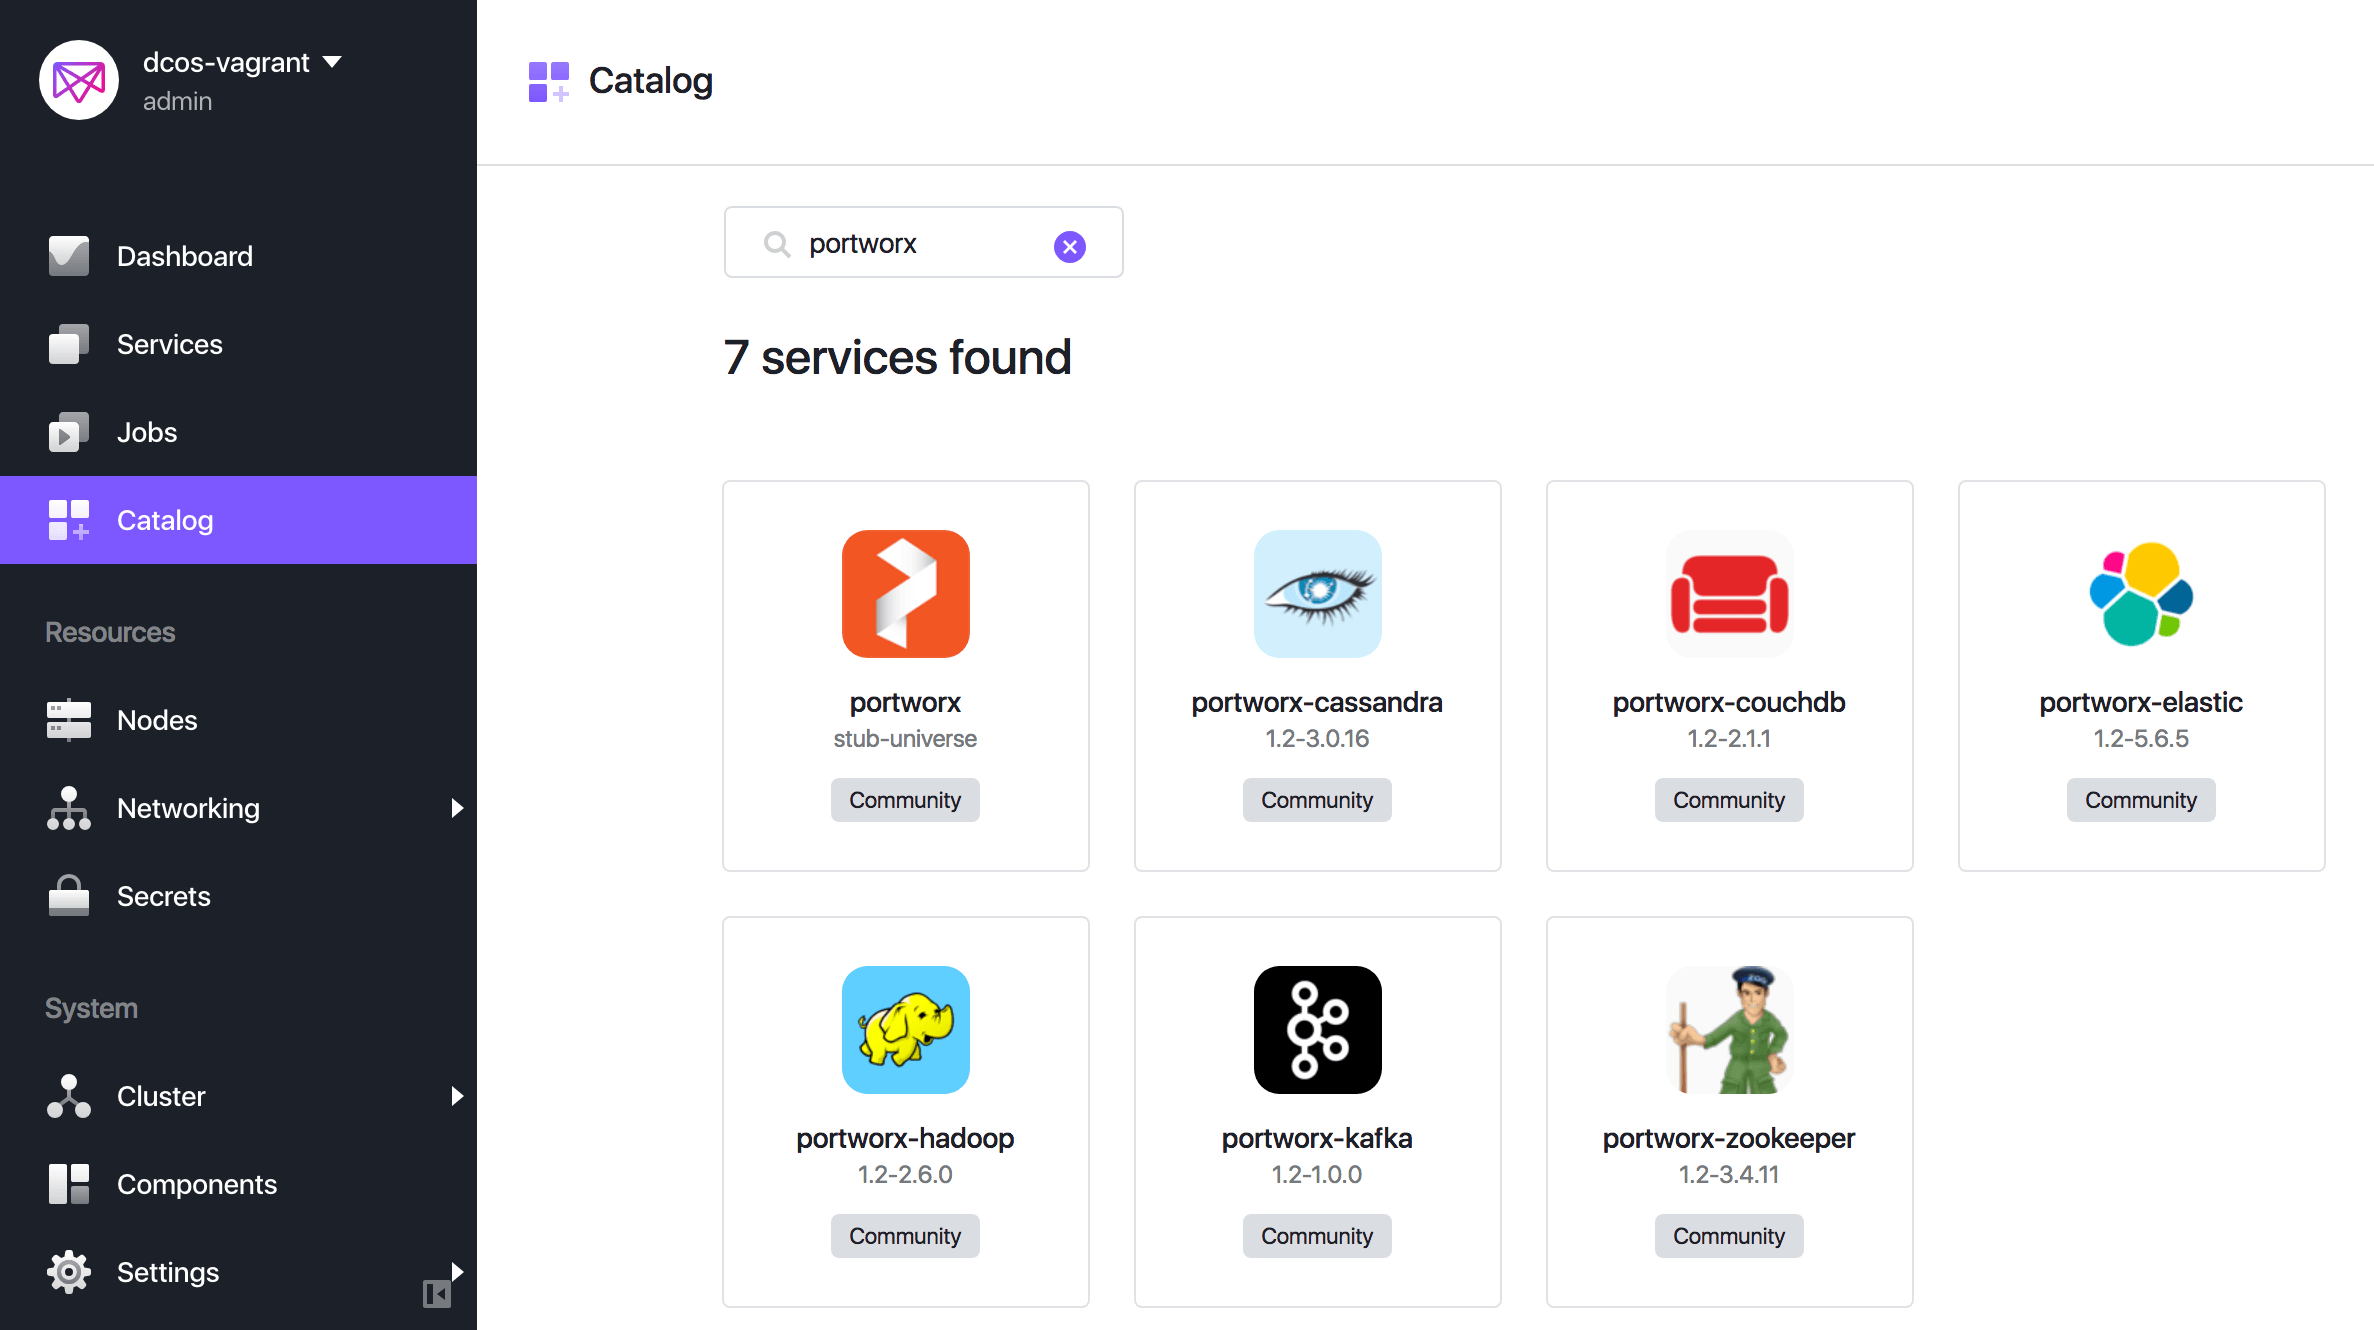 dcos-vagrant
admin
Dashboard
Services
Jobs
Catalog
Resources
Nodes
Networking
Secrets
System
Cluster
Components
Settings
Catalog
portworx
7 services found
portworx
stub-universe
Community
portworx-cassandra
1.2-3.0.16
Community
portworx-couchdb
1.2-2.1.1
Community
portworx-elastic
1.2-5.6.5
Community
portworx-hadoop
1.2-2.6.0
Community
portworx-kafka
1.2-1.0.0
Community
ZOO
portworx-zookeeper
1.2-3.4.11
Community